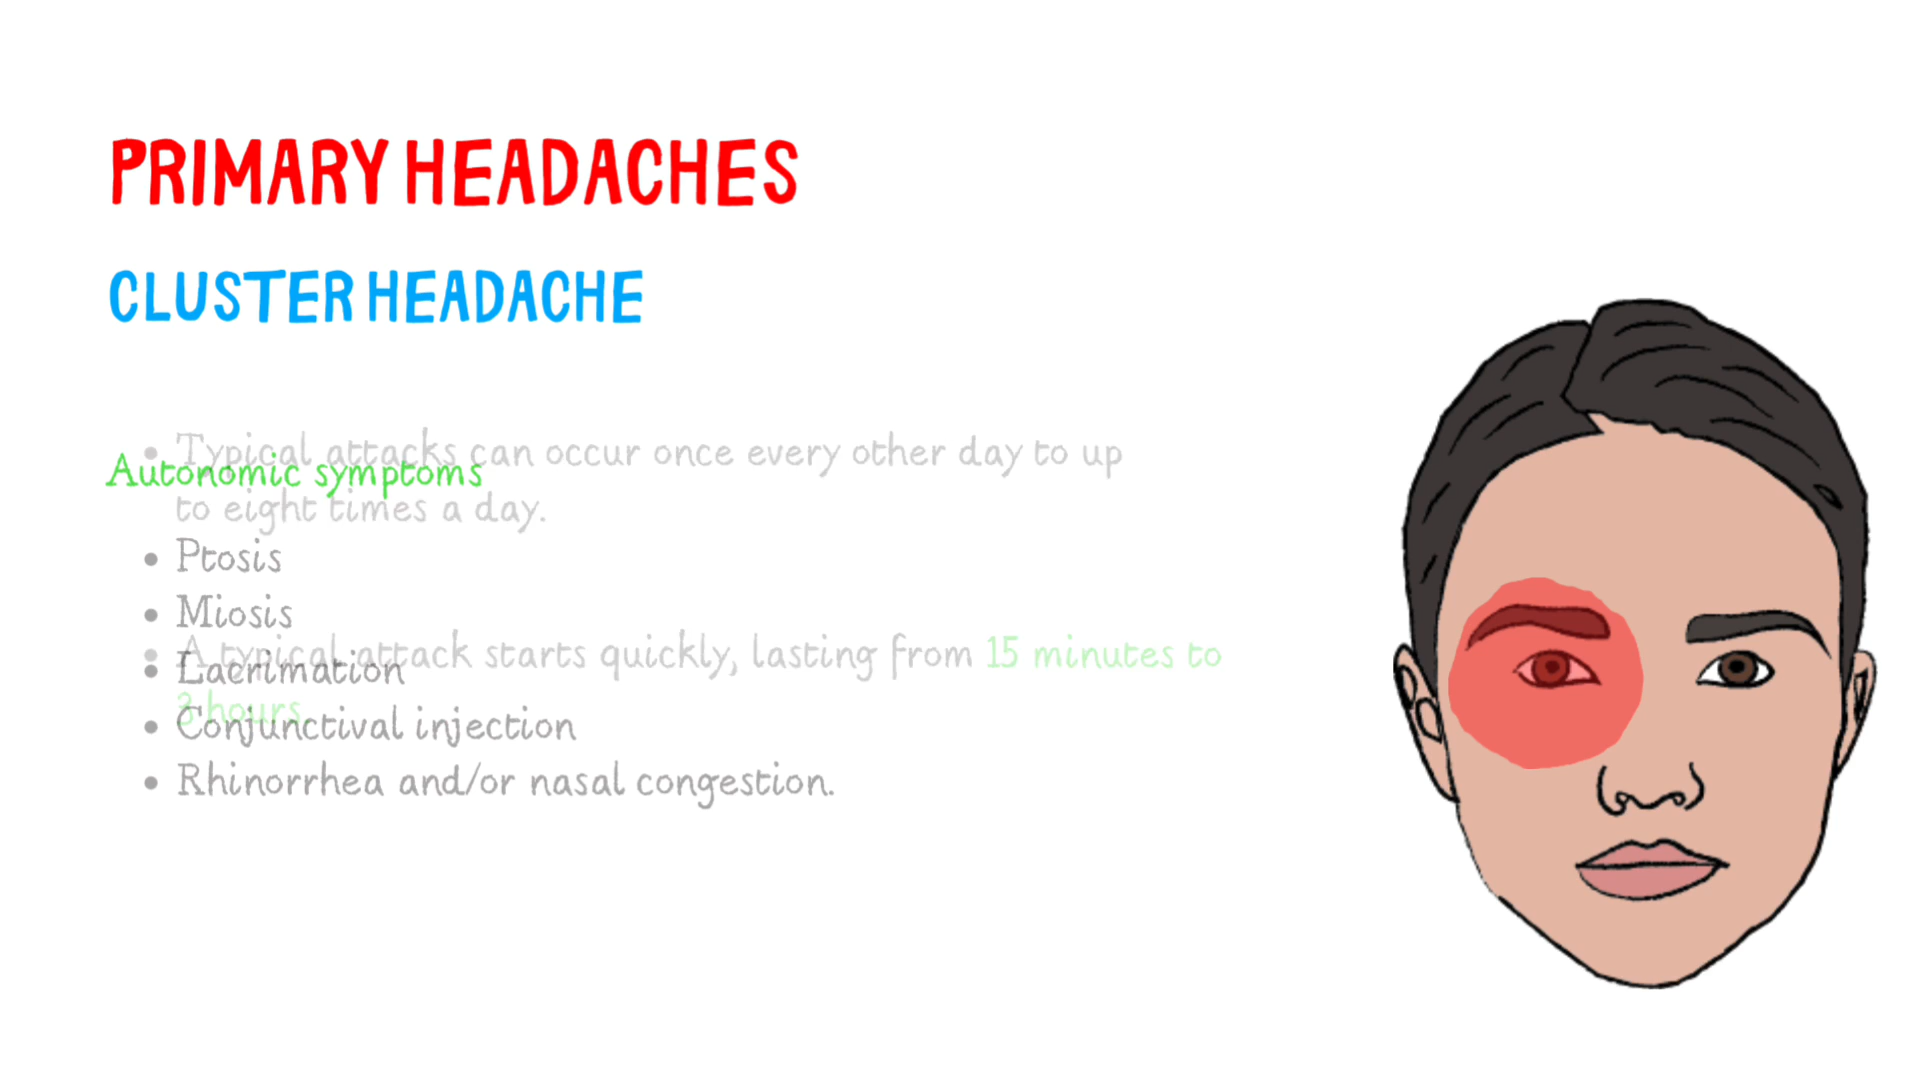 PRIMARY HEADACHES
CLUSTER HEADACHE
• Typical attacks can occur once every other day to up
to eight times a day.
Autonomic symptoms
• Ptosis
• Miosis
• A typical attack starts quickly, lasting from 15 minutes to
3 hours.
• Lacrimation
• Conjunctival injection
• Rhinorrhea and/or nasal congestion.